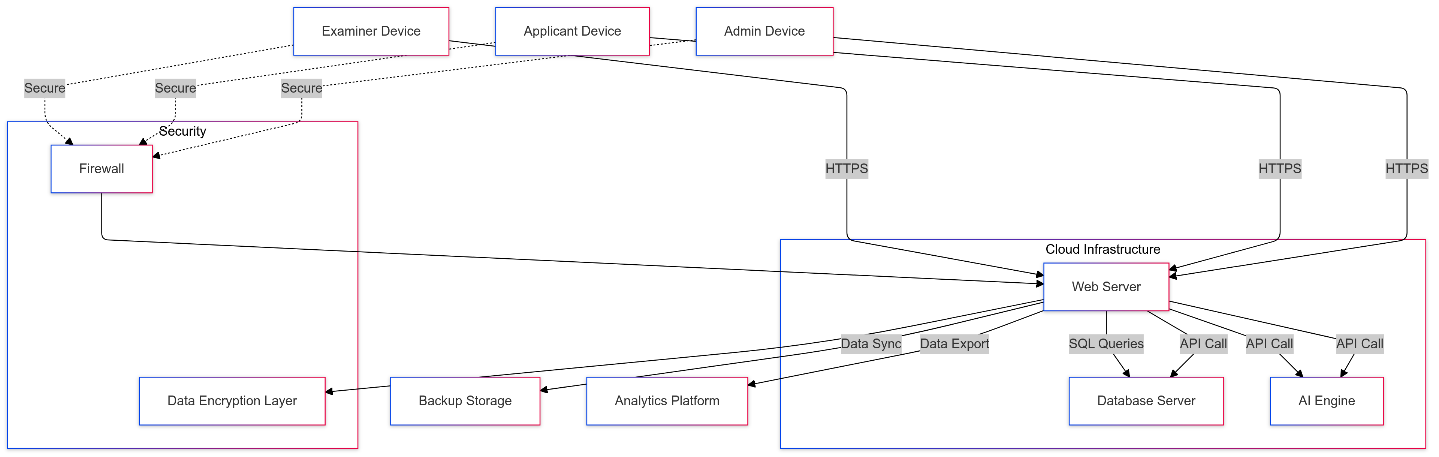 Examiner Device
Applicant Device
Admin Device
Secure
Secure
Secure
Security
Firewall
HTTPS
HTTPS
HTTPS
Cloud Infrastructure
Web Server
Data Sync
Data Export
SQL Queries
API Call
API Call
API Call
Data Encryption Layer
Backup Storage
Analytics Platform
Database Server
AI Engine